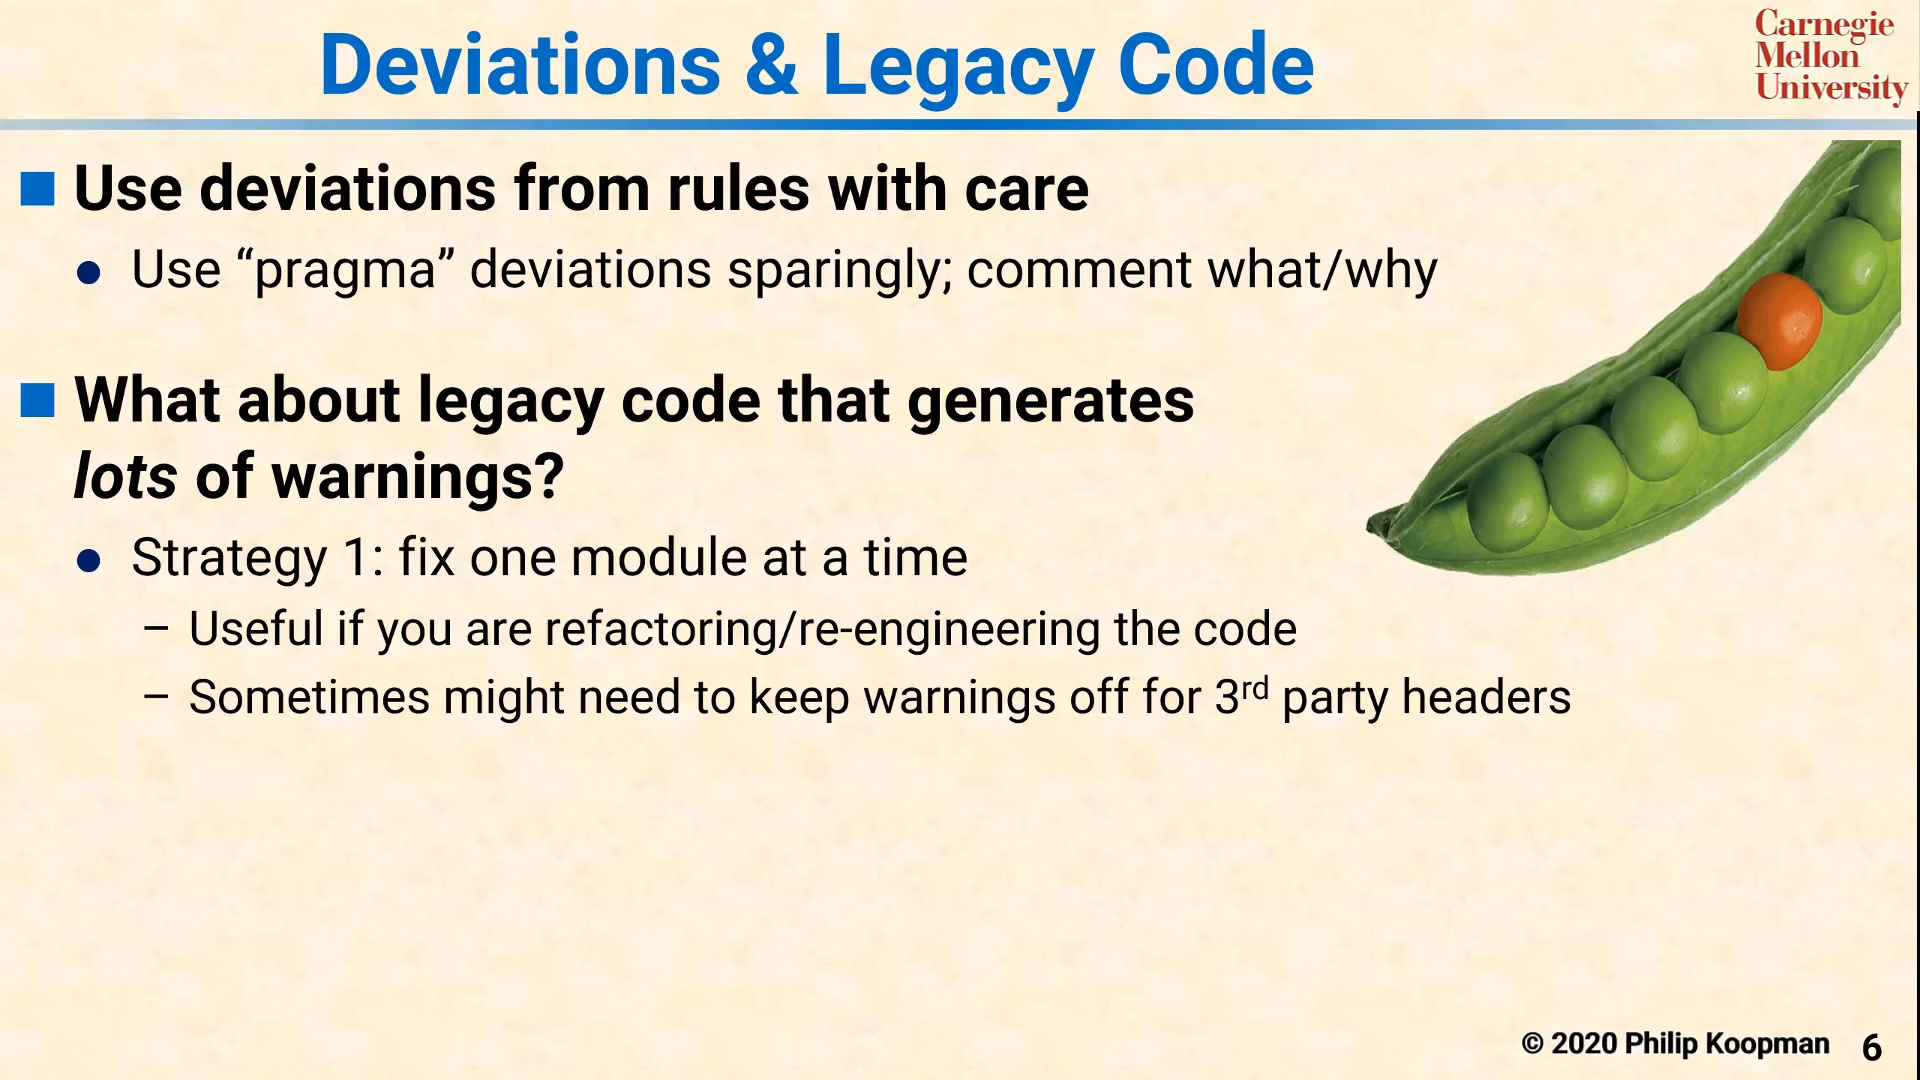 Deviations & Legacy Code
Carnegie
Mellon
University
Use deviations from rules with care
Use “pragma” deviations sparingly; comment what/why
What about legacy code that generates
lots of warnings?
Strategy 1: fix one module at a time
– Useful if you are refactoring/re-engineering the code
– Sometimes might need to keep warnings off for 3rd party headers
© 2020 Philip Koopman 6